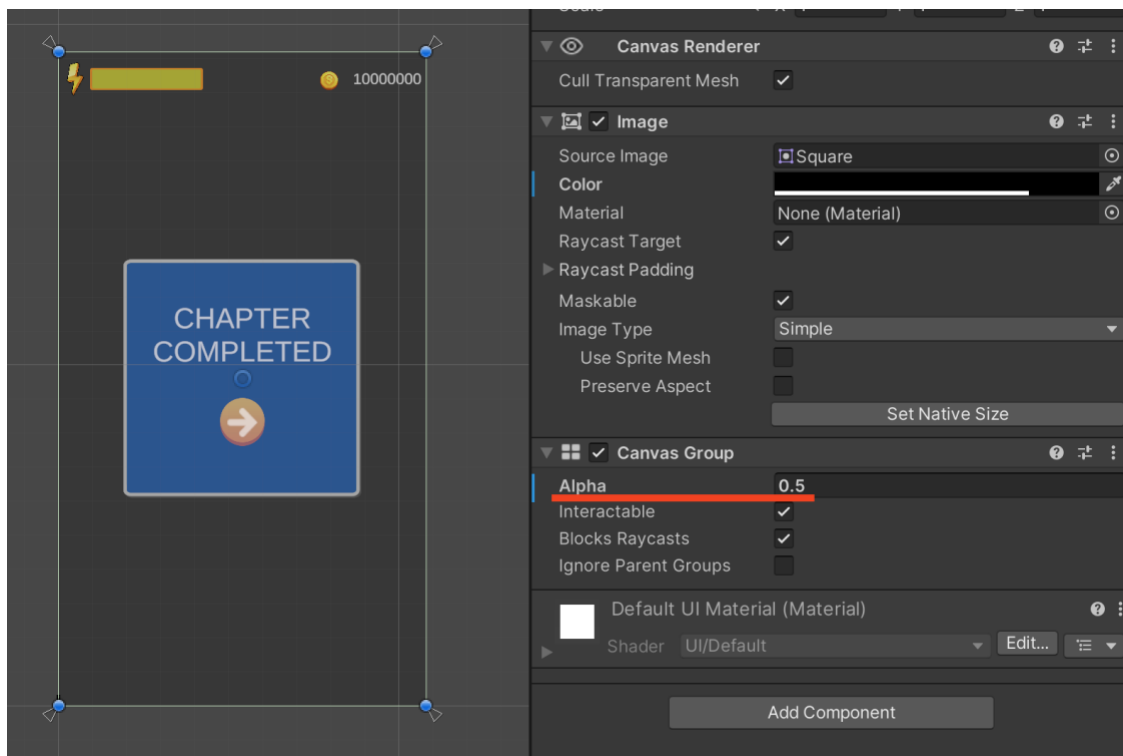 10000000
CHAPTER
COMPLETED
Canvas Renderer
Cull Transparent Mesh
Image
Source Image Square
Color
Material None (Material)
Raycast Target
Raycast Padding
Maskable
Image Type Simple
Use Sprite Mesh
Preserve Aspect
Set Native Size
Canvas Group
Alpha 0.5
Interactable
Blocks Raycasts
Ignore Parent Groups
Default UI Material (Material)
Shader UI/Default Edit...
Add Component